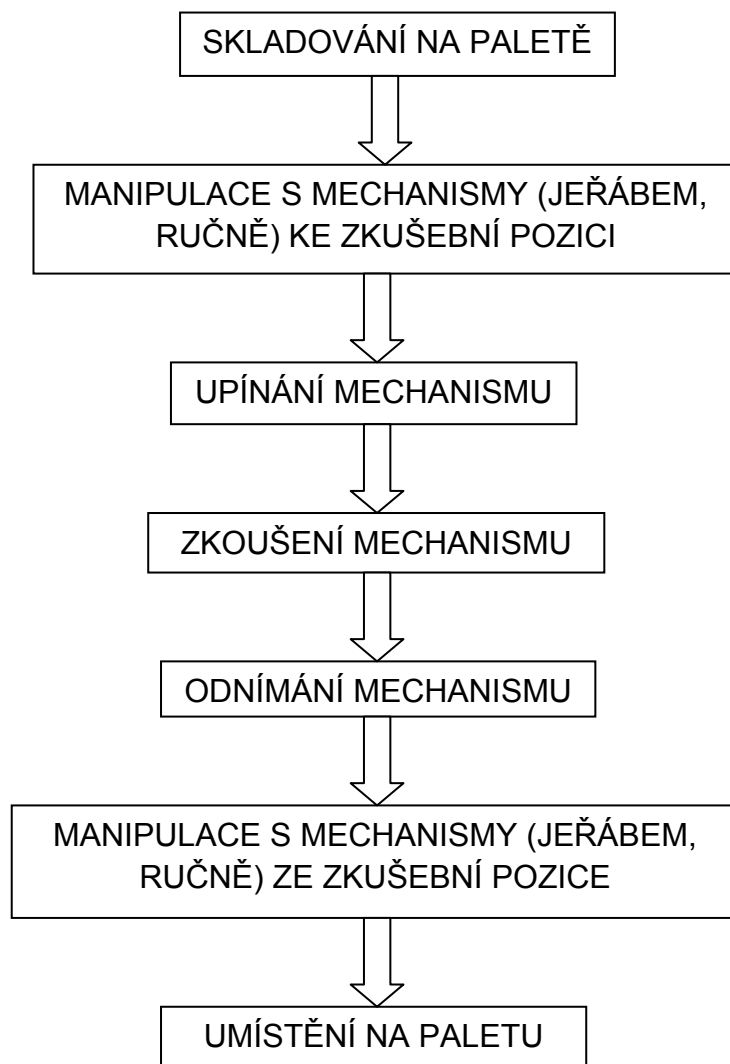 SKLADOVÁNÍ NA PALETĚ
MANIPULACE S MECHANISMY (JEŘÁBEM,
RUČNĚ) KE ZKUŠEBNÍ POZICI
UPÍNÁNÍ MECHANISMU
ZKOUŠENÍ MECHANISMU
ODNÍMÁNÍ MECHANISMU
MANIPULACE S MECHANISMY (JEŘÁBEM,
RUČNĚ) ZE ZKUŠEBNÍ POZICE
UMÍSTĚNÍ NA PALETU